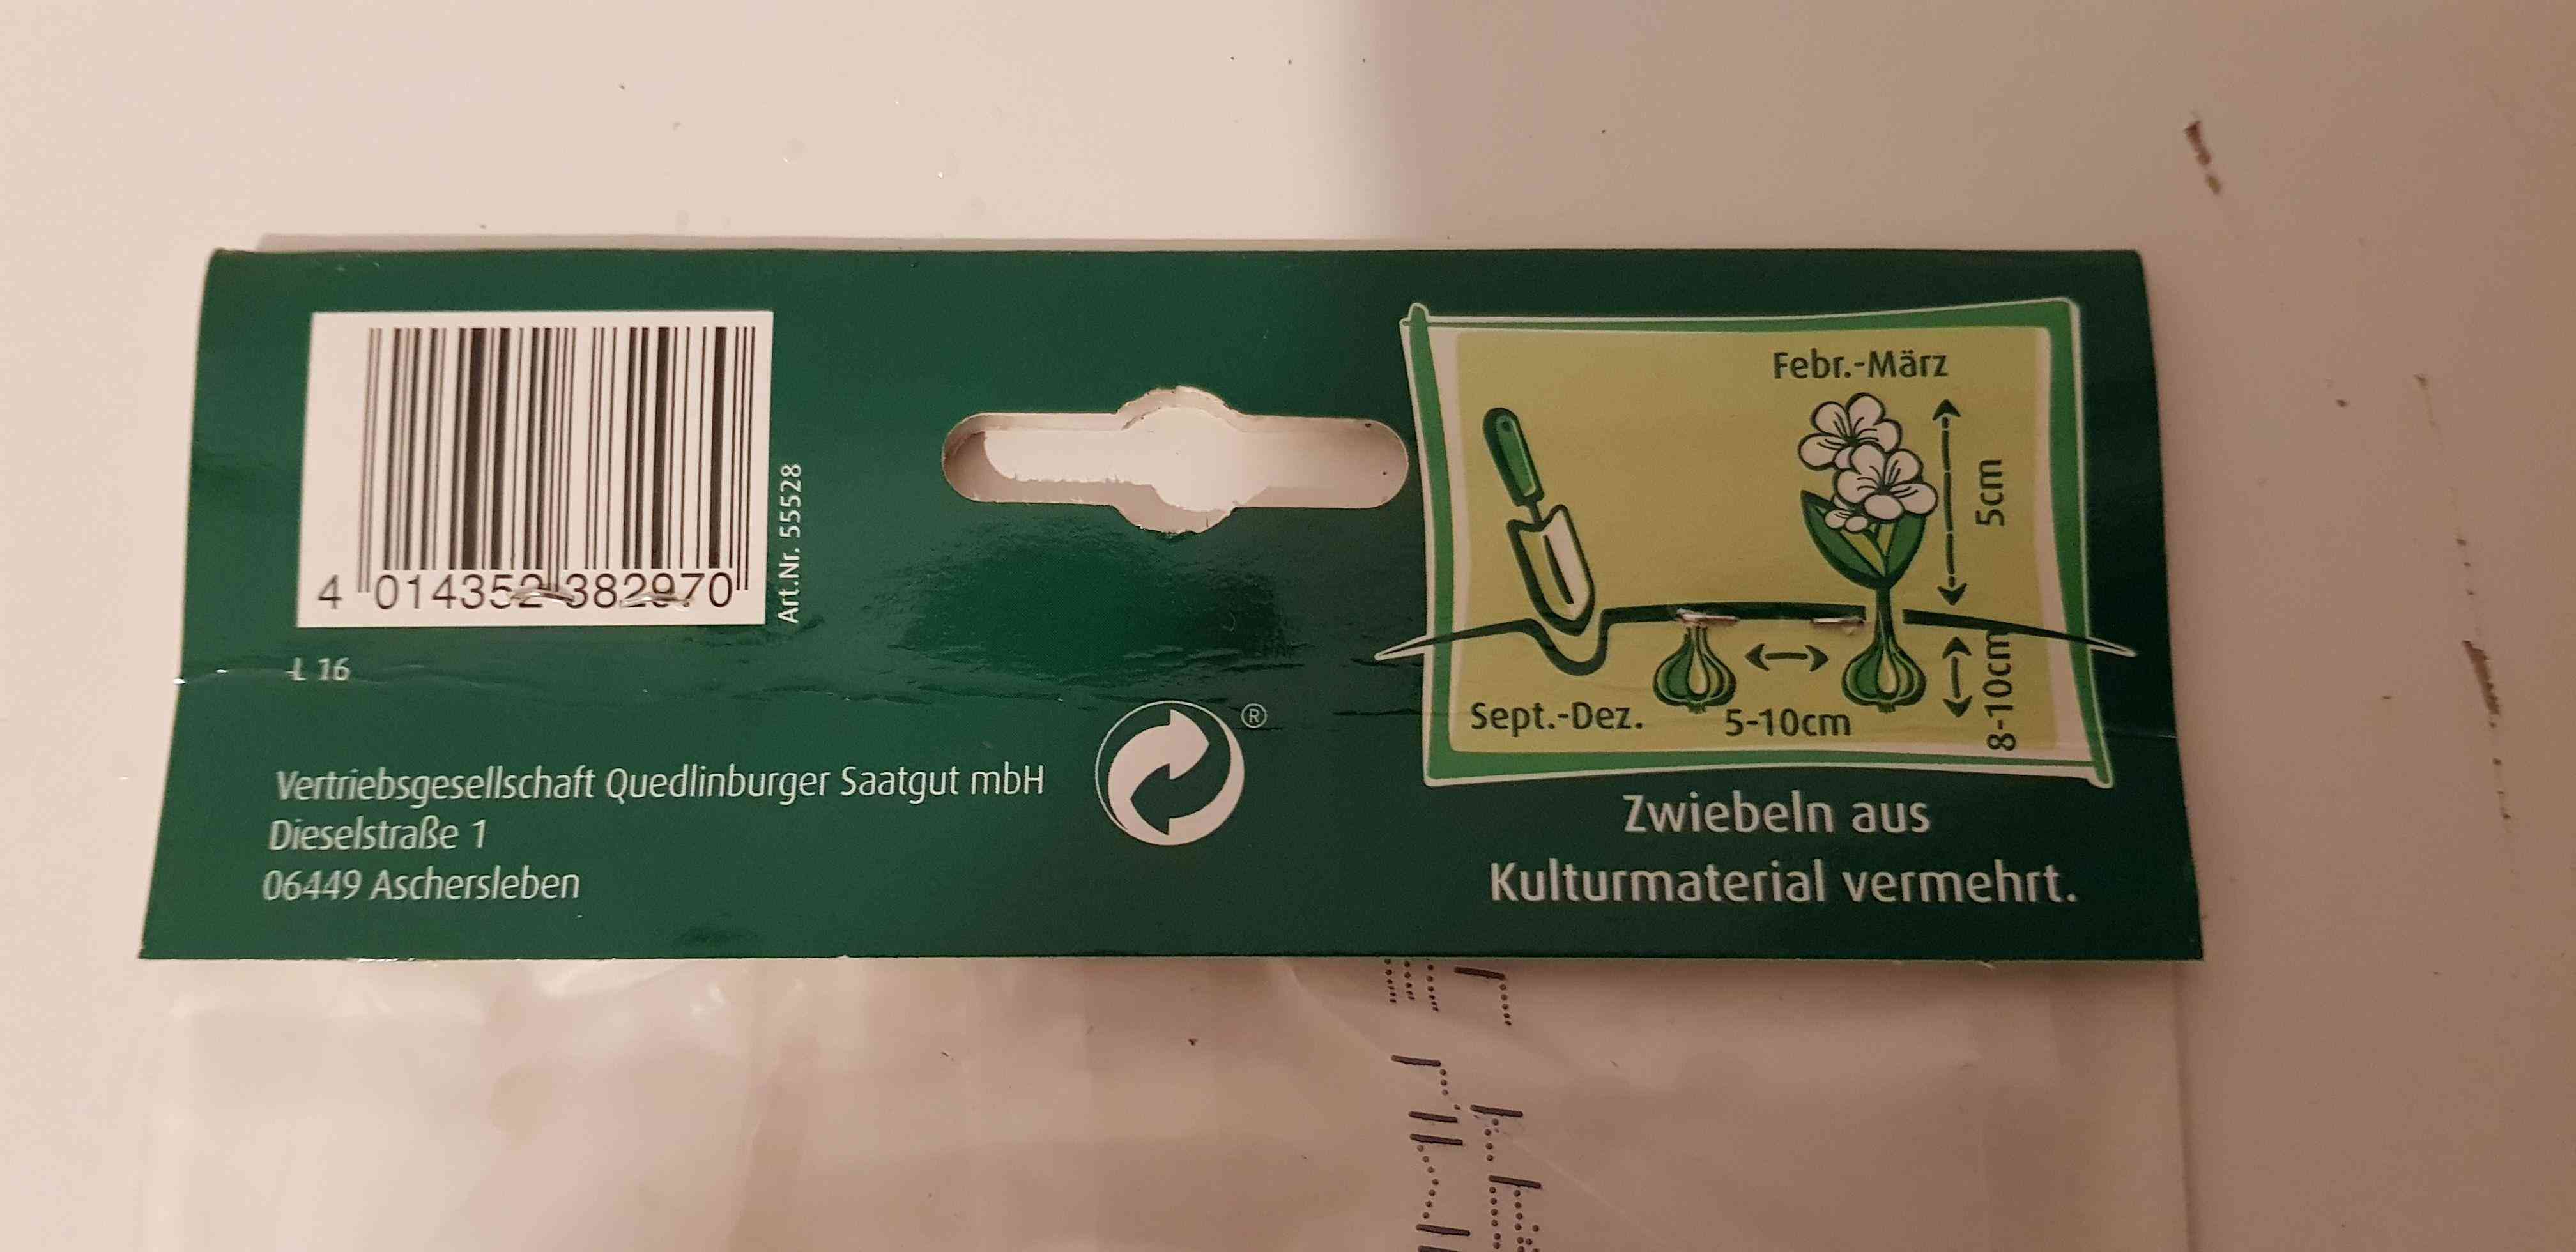 4 014352 382970
Art.Nr. 55528
L 16
Vertriebsgesellschaft Quedlinburger Saatgut mbH
Dieselstraße 1
06449 Aschersleben
®
Febr.-März
5cm
8-10cm
Sept.-Dez.
5-10cm
Zwiebeln aus
Kulturmaterial vermehrt.